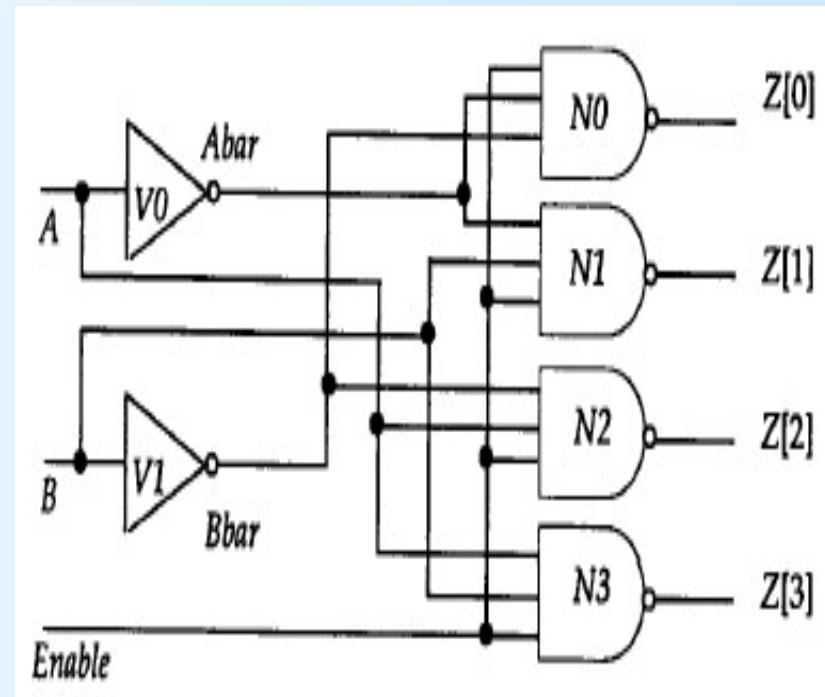 Z[0]
N0
Abar
V0
A
Z[1]
N1
Z[2]
N2
V1
B
Bbar
Z[3]
N3
Enable